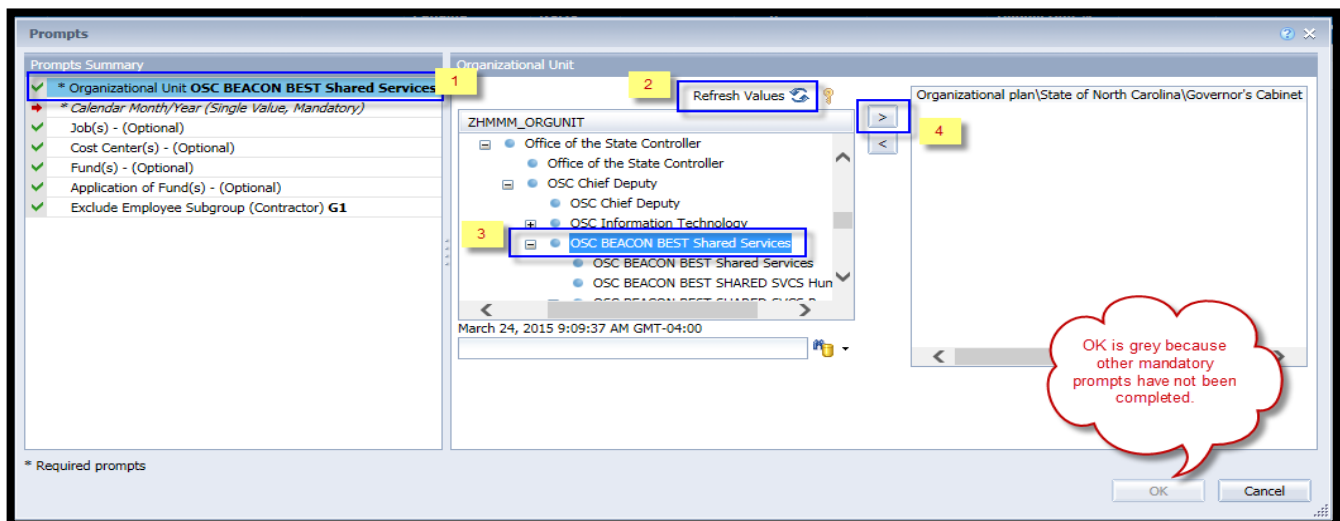 Prompts
Prompts Summary
* Organizational Unit OSC BEACON BEST Shared Services
1
* Calendar Month/Year (Single Value, Mandatory)
Job(s) - (Optional)
Cost Center(s) - (Optional)
Fund(s) - (Optional)
Application of Fund(s) - (Optional)
Exclude Employee Subgroup (Contractor) G1
Organizational Unit
2
Refresh Values
ZHMMM_ORGUNIT
Office of the State Controller
Office of the State Controller
OSC Chief Deputy
OSC Chief Deputy
OSC Information Technology
3
OSC BEACON BEST Shared Services
OSC BEACON BEST Shared Services
OSC BEACON BEST SHARED SVCS Hun
OSC BEACON BEST SHARED SVCS
March 24, 2015 9:09:37 AM GMT-04:00
>
4
<
Organizational plan\State of North Carolina\Governor's Cabinet
OK is grey because
other mandatory
prompts have not been
completed.
* Required prompts
OK
Cancel